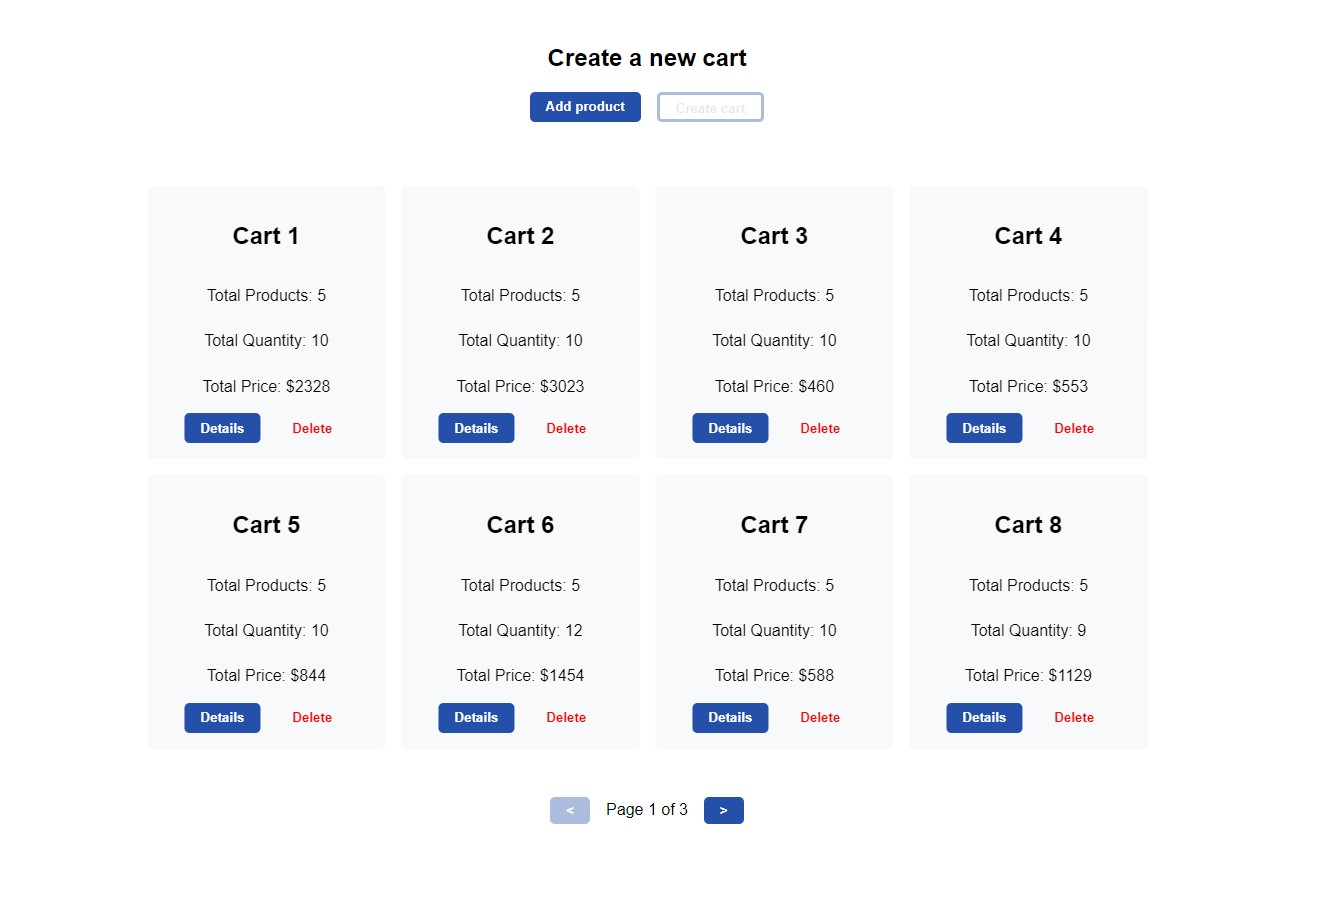 Create a new cart
Add product Create cart
Cart 1 Cart 2 Cart 3 Cart 4
Total Products: 5 Total Products: 5 Total Products: 5 Total Products: 5
Total Quantity: 10 Total Quantity: 10 Total Quantity: 10 Total Quantity: 10
Total Price: $2328 Total Price: $3023 Total Price: $460 Total Price: $553
Details Delete Details Delete Details Delete Details Delete
Cart 5 Cart 6 Cart 7 Cart 8
Total Products: 5 Total Products: 5 Total Products: 5 Total Products: 5
Total Quantity: 10 Total Quantity: 12 Total Quantity: 10 Total Quantity: 9
Total Price: $844 Total Price: $1454 Total Price: $588 Total Price: $1129
Details Delete Details Delete Details Delete Details Delete
< Page 1 of 3 >